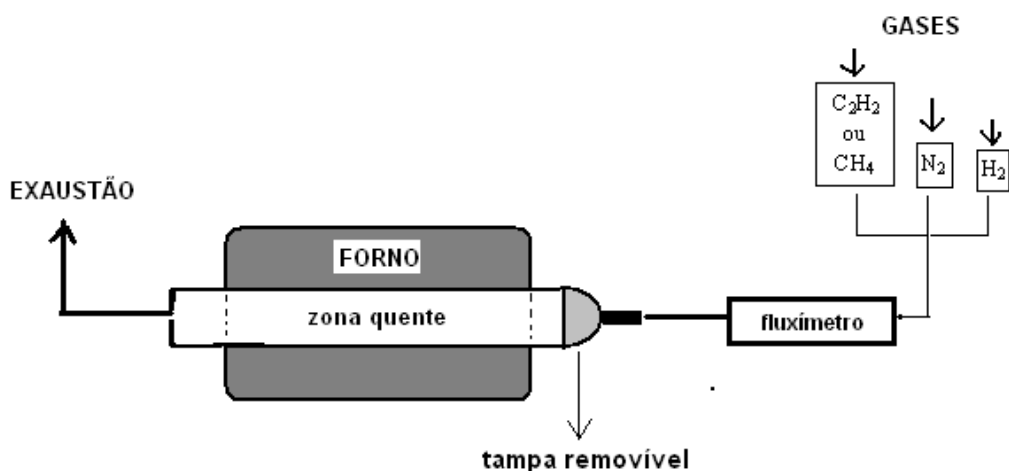 GASES
C₂H₂
ou
CH₄
N₂
H₂
EXAUSTÃO
FORNO
zona quente
fluxímetro
tampa removível